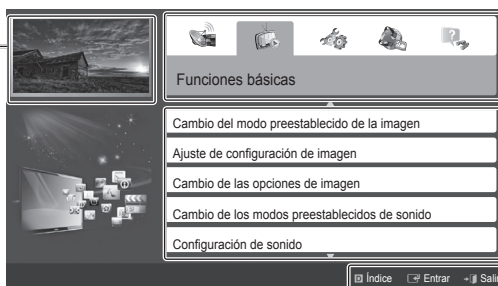 Funciones básicas
Cambio del modo preestablecido de la imagen
Ajuste de configuración de imagen
Cambio de las opciones de imagen
Cambio de los modos preestablecidos de sonido
Configuración de sonido
D Índice Entrar Salir